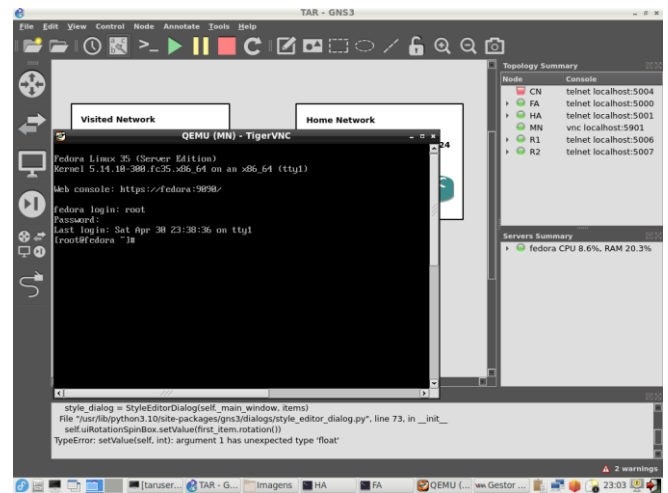 TAR - GNS3
File Edit View Control Node Annotate Tools Help
Topology Summary
Node Console
CN telnet localhost:5004
FA telnet localhost:5000
HA telnet localhost:5001
MN vnc localhost:5901
R1 telnet localhost:5006
R2 telnet localhost:5007
Visited Network
Home Network
24
QEMU (MN) - TigerVNC
Fedora Linux 35 (Server Edition)
Kernel 5.14.10-300.fc35.x86_64 on an x86_64 (tty1)
Web console: https://fedora:9090/
fedora login: root
Password:
Last login: Sat Apr 30 23:38:36 on tty1
[root@fedora ~]#
Servers Summary
fedora CPU 8.6%, RAM 20.3%
style_dialog = StyleEditorDialog(self._main_window, items)
File "/usr/lib/python3.10/site-packages/gns3/dialogs/style_editor_dialog.py", line 73, in __init__
self.uiRotationSpinBox.setValue(first_item.rotation())
TypeError: setValue(self, int): argument 1 has unexpected type 'float'
2 warnings
[taruser... TAR - G... Imagens HA FA QEMU (... Gestor ... 23:03